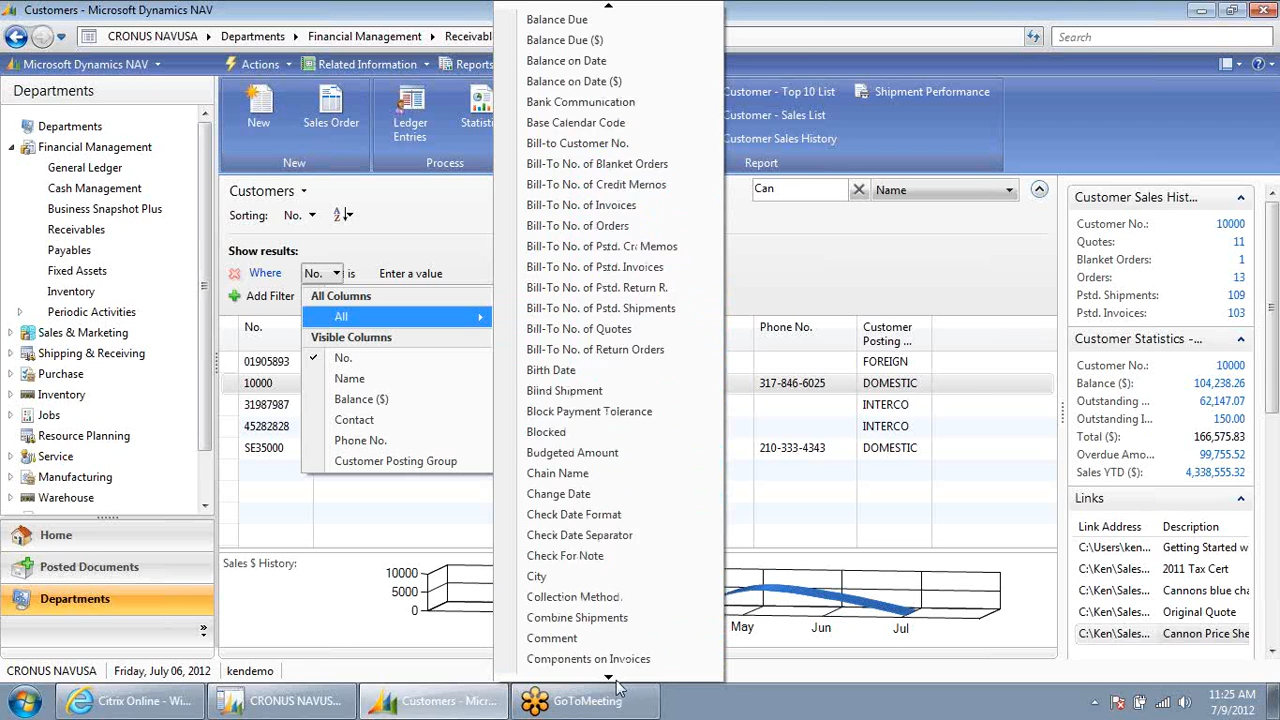 Customers - Microsoft Dynamics NAV
CRONUS NAVUSA
Departments
Financial Management
Receivabl
Search
Microsoft Dynamics NAV
Actions
Related Information
Reports
Departments
Departments
Financial Management
General Ledger
Cash Management
Business Snapshot Plus
Receivables
Payables
Fixed Assets
Inventory
Periodic Activities
Sales & Marketing
Shipping & Receiving
Purchase
Inventory
Jobs
Resource Planning
Service
Manufacturing
Warehouse
Home
Posted Documents
Departments
New
Sales Order
New
Ledger
Entries
Statisti
Process
Customer - Top 10 List
Customer - Sales List
Customer Sales History
Shipment Performance
Report
Customers
Can
Name
Sorting:
No.
Show results:
Where
No.
is
Enter a value
Add Filter
All Columns
All
Visible Columns
No.
Name
Balance ($)
Contact
Phone No.
Customer Posting Group
Balance Due
Balance Due ($)
Balance on Date
Balance on Date ($)
Bank Communication
Base Calendar Code
Bill-to Customer No.
Bill-To No. of Blanket Orders
Bill-To No. of Credit Memos
Bill-To No. of Invoices
Bill-To No. of Orders
Bill-To No. of Pstd. Cr. Memos
Bill-To No. of Pstd. Invoices
Bill-To No. of Pstd. Return R.
Bill-To No. of Pstd. Shipments
Bill-To No. of Quotes
Bill-To No. of Return Orders
Birth Date
Blind Shipment
Block Payment Tolerance
Blocked
Budgeted Amount
Chain Name
Change Date
Check Date Format
Check Date Separator
Check For Note
City
Collection Method
Combine Shipments
Comment
Components on Invoices
No.
Phone No.
Customer
Posting ...
01905893
FOREIGN
10000
317-846-6025
DOMESTIC
31987987
INTERCO
45282828
INTERCO
SE35000
210-333-4343
DOMESTIC
Sales $ History:
10000
5000
0
May
Jun
Jul
Customer Sales Hist...
Customer No.: 10000
Quotes: 11
Blanket Orders: 1
Orders: 13
Pstd. Shipments: 109
Pstd. Invoices: 103
Customer Statistics -...
Customer No.: 10000
Balance ($): 104,238.26
Outstanding ... 62,147.07
Outstanding I... 150.00
Total ($): 166,575.83
Overdue Amo... 99,755.52
Sales YTD ($): 4,338,555.32
Links
Link Address Description
C:\Users\ken... Getting Started w
C:\Ken\Sales... 2011 Tax Cert
C:\Ken\Sales... Cannons blue cha
C:\Ken\Sales... Original Quote
C:\Ken\Sales... Cannon Price She
CRONUS NAVUSA
Friday, July 06, 2012
kendemo
Citrix Online - Wi...
CRONUS NAVUS...
Customers - Micr...
GoToMeeting
11:25 AM
7/9/2012